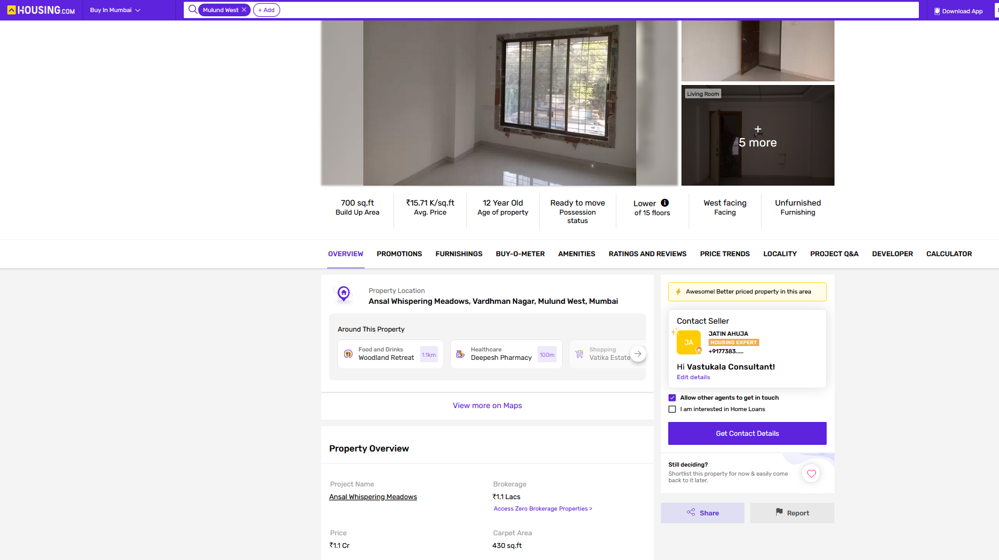 HOUSING.COM
Buy In Mumbai
Mulund West
+ Add
Download App
Living Room
+
5 more
700 sq.ft
Build Up Area
₹15.71 K/sq.ft
Avg. Price
12 Year Old
Age of property
Ready to move
Possession
status
Lower
of 15 floors
West facing
Facing
Unfurnished
Furnishing
OVERVIEW
PROMOTIONS
FURNISHINGS
BUY-O-METER
AMENITIES
RATINGS AND REVIEWS
PRICE TRENDS
LOCALITY
PROJECT Q&A
DEVELOPER
CALCULATOR
Property Location
Ansal Whispering Meadows, Vardhman Nagar, Mulund West, Mumbai
Around This Property
Food and Drinks
Woodland Retreat
1.1km
Healthcare
Deepesh Pharmacy
100m
Shopping
Vatika Estate
View more on Maps
Property Overview
Project Name
Ansal Whispering Meadows
Brokerage
₹1.1 Lacs
Access Zero Brokerage Properties >
Price
₹1.1 Cr
Carpet Area
430 sq.ft
Awesome! Better priced property in this area
Contact Seller
JA
JATIN AHUJA
HOUSING EXPERT
+9177383.....
Hi Vastukala Consultant!
Edit details
Allow other agents to get in touch
I am interested in Home Loans
Get Contact Details
Still deciding?
Shortlist this property for now & easily come
back to it later.
Share
Report